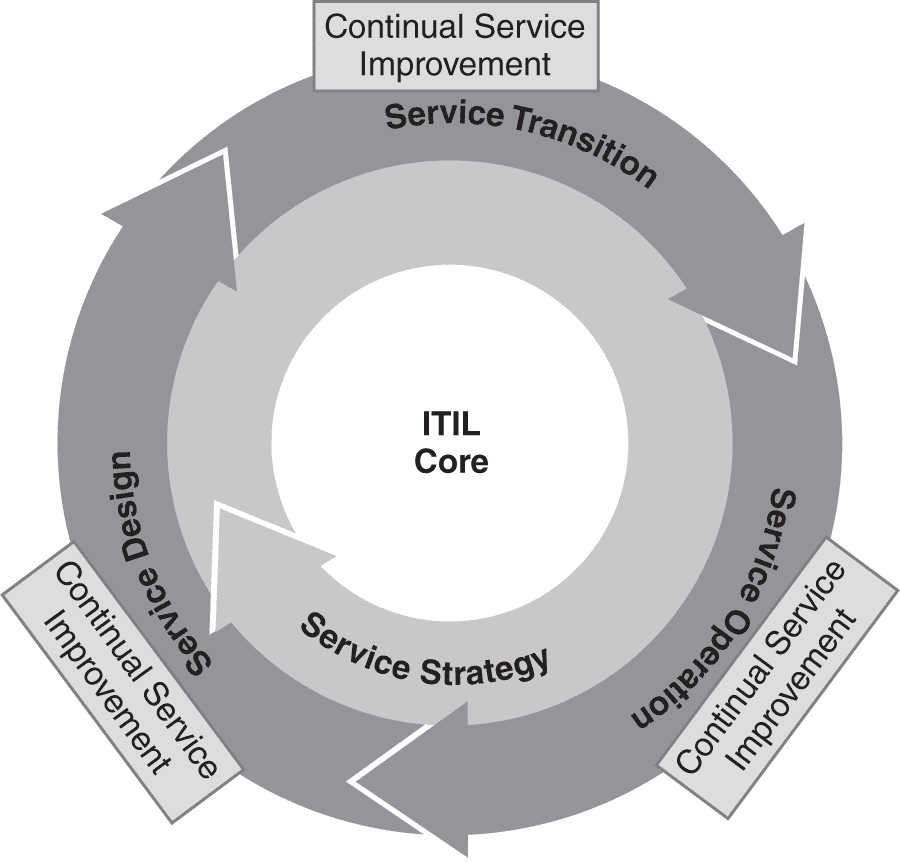 Continual Service
Improvement
Service Transition
ITIL
Core
Service Design
Service Operation
Continual Service
Improvement
Service Strategy
Continual Service
Improvement